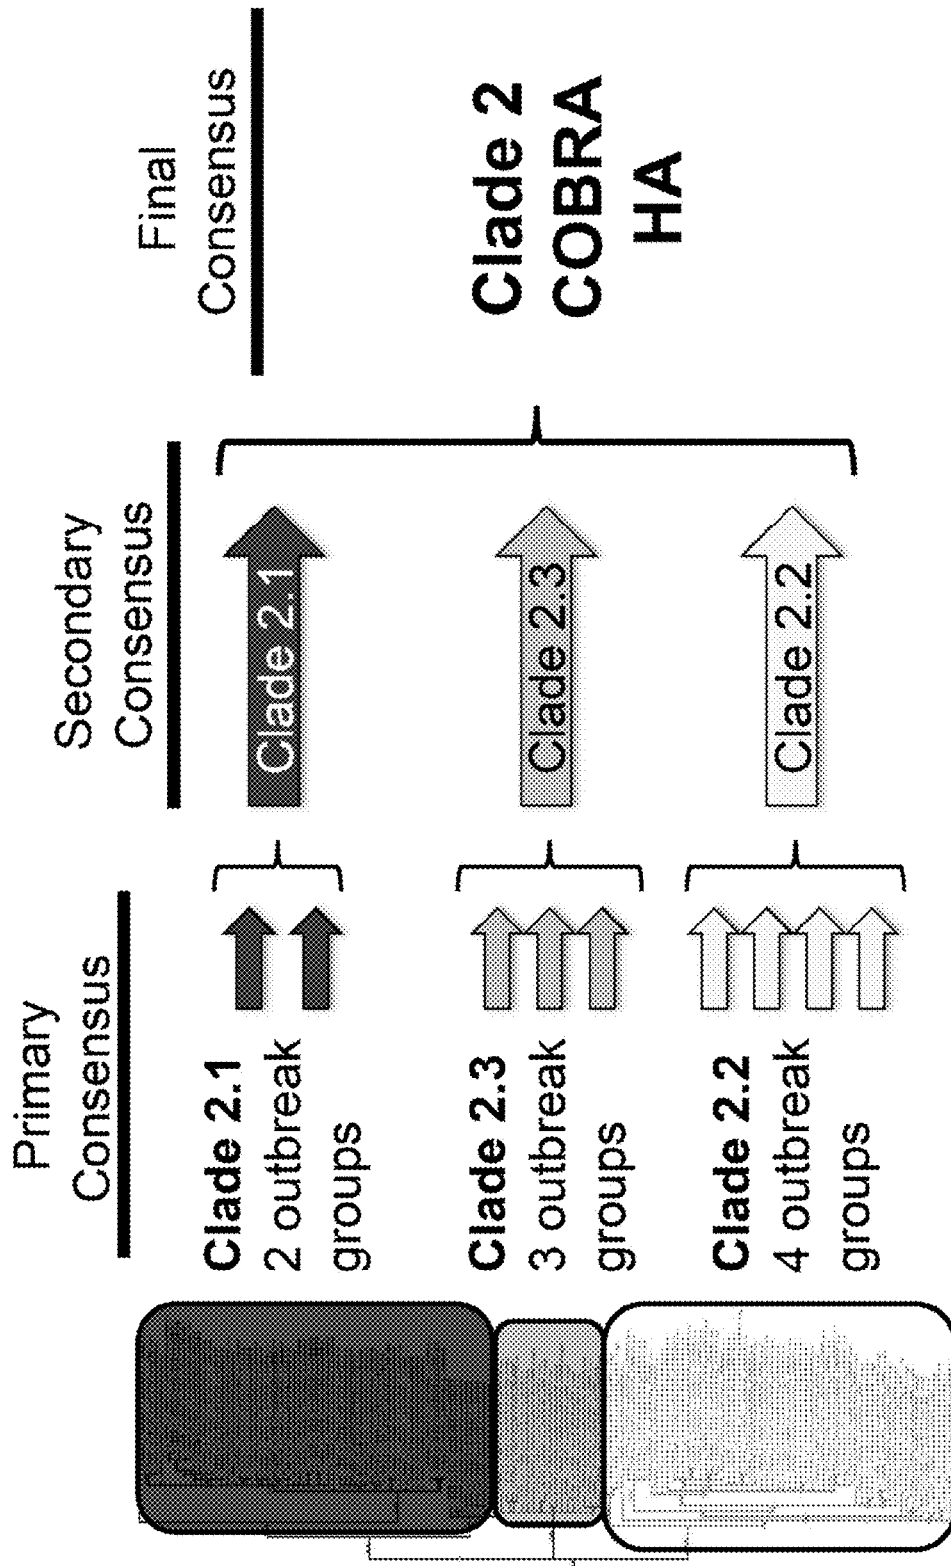 Primary
Consensus
Secondary
Consensus
Final
Consensus
Clade 2.1
2 outbreak
groups
Clade 2.1
Clade 2.3
3 outbreak
groups
Clade 2.3
Clade 2.2
4 outbreak
groups
Clade 2.2
Clade 2
COBRA
HA